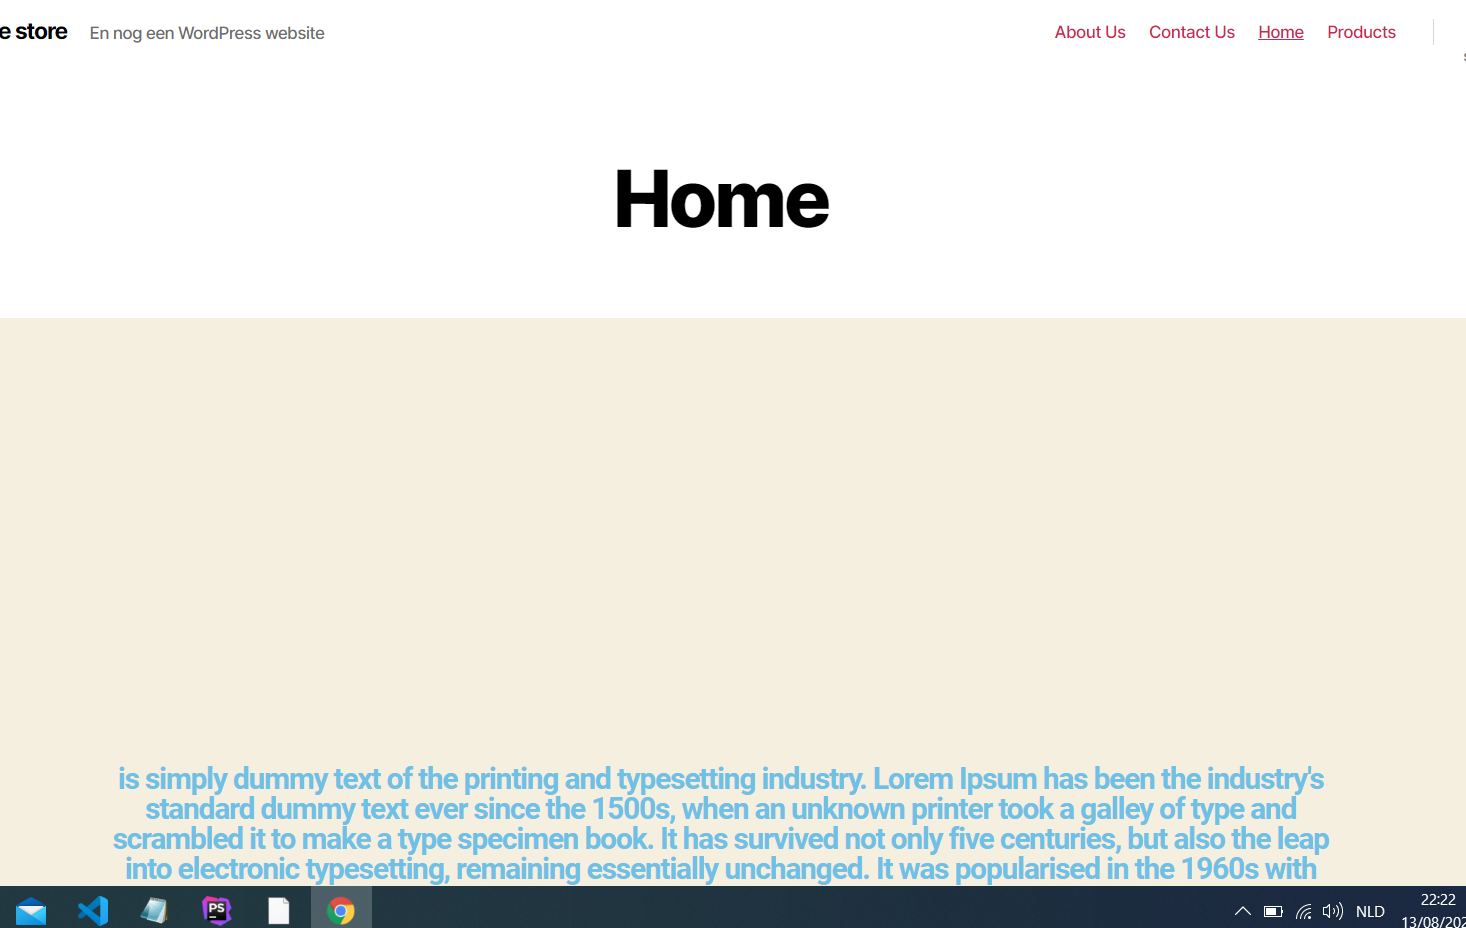 e store En nog een WordPress website About Us Contact Us Home Products
Home
is simply dummy text of the printing and typesetting industry. Lorem Ipsum has been the industry's
standard dummy text ever since the 1500s, when an unknown printer took a galley of type and
scrambled it to make a type specimen book. It has survived not only five centuries, but also the leap
into electronic typesetting, remaining essentially unchanged. It was popularised in the 1960s with
PS NLD 22:22
13/08/202